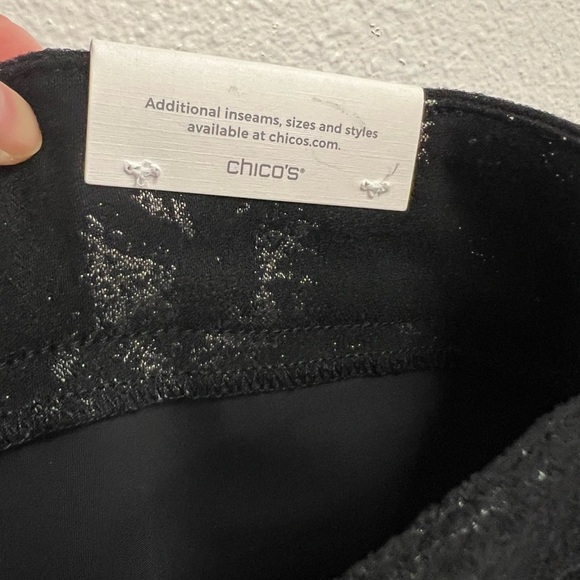 Additional inseams, sizes and styles
available at chicos.com.
chico's®